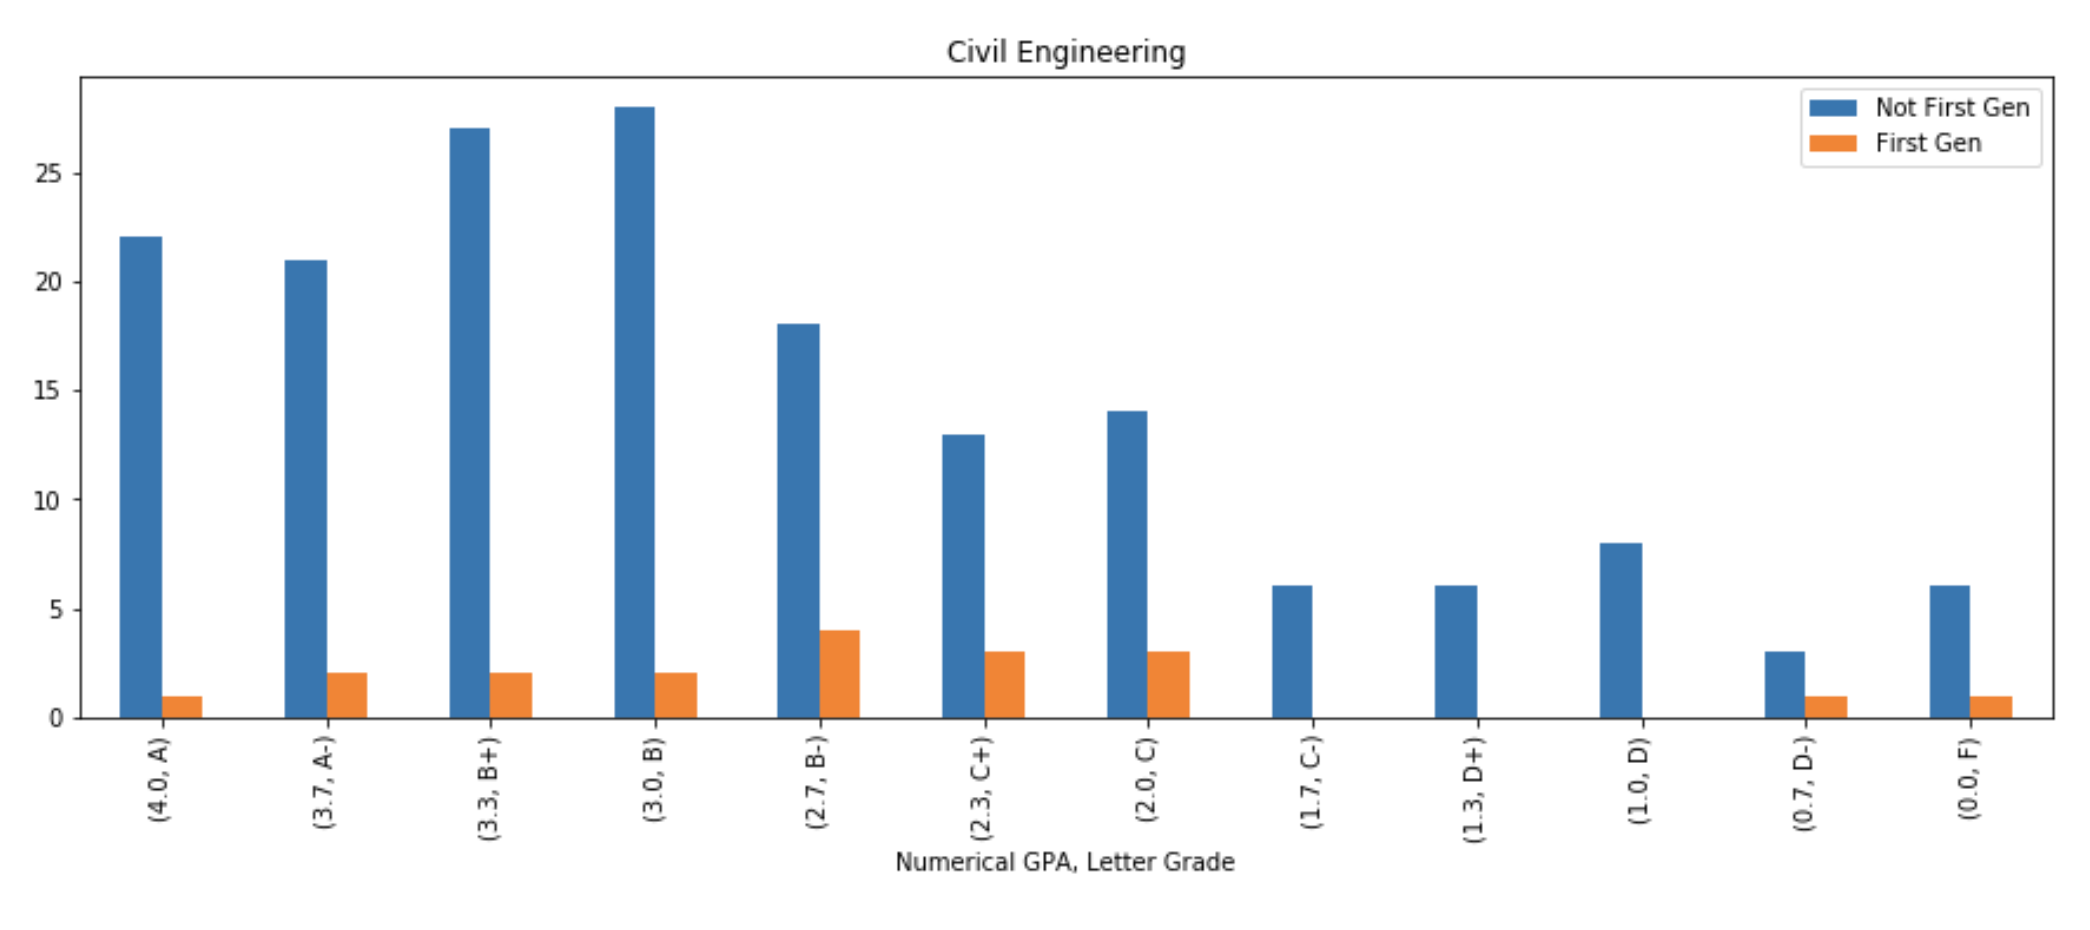 Civil Engineering
Not First Gen
First Gen
25
20
15
10
5
0
(4.0, A)
(3.7, A-)
(3.3, B+)
(3.0, B)
(2.7, B-)
(2.3, C+)
(2.0, C)
(1.7, C-)
(1.3, D+)
(1.0, D)
(0.7, D-)
(0.0, F)
Numerical GPA, Letter Grade